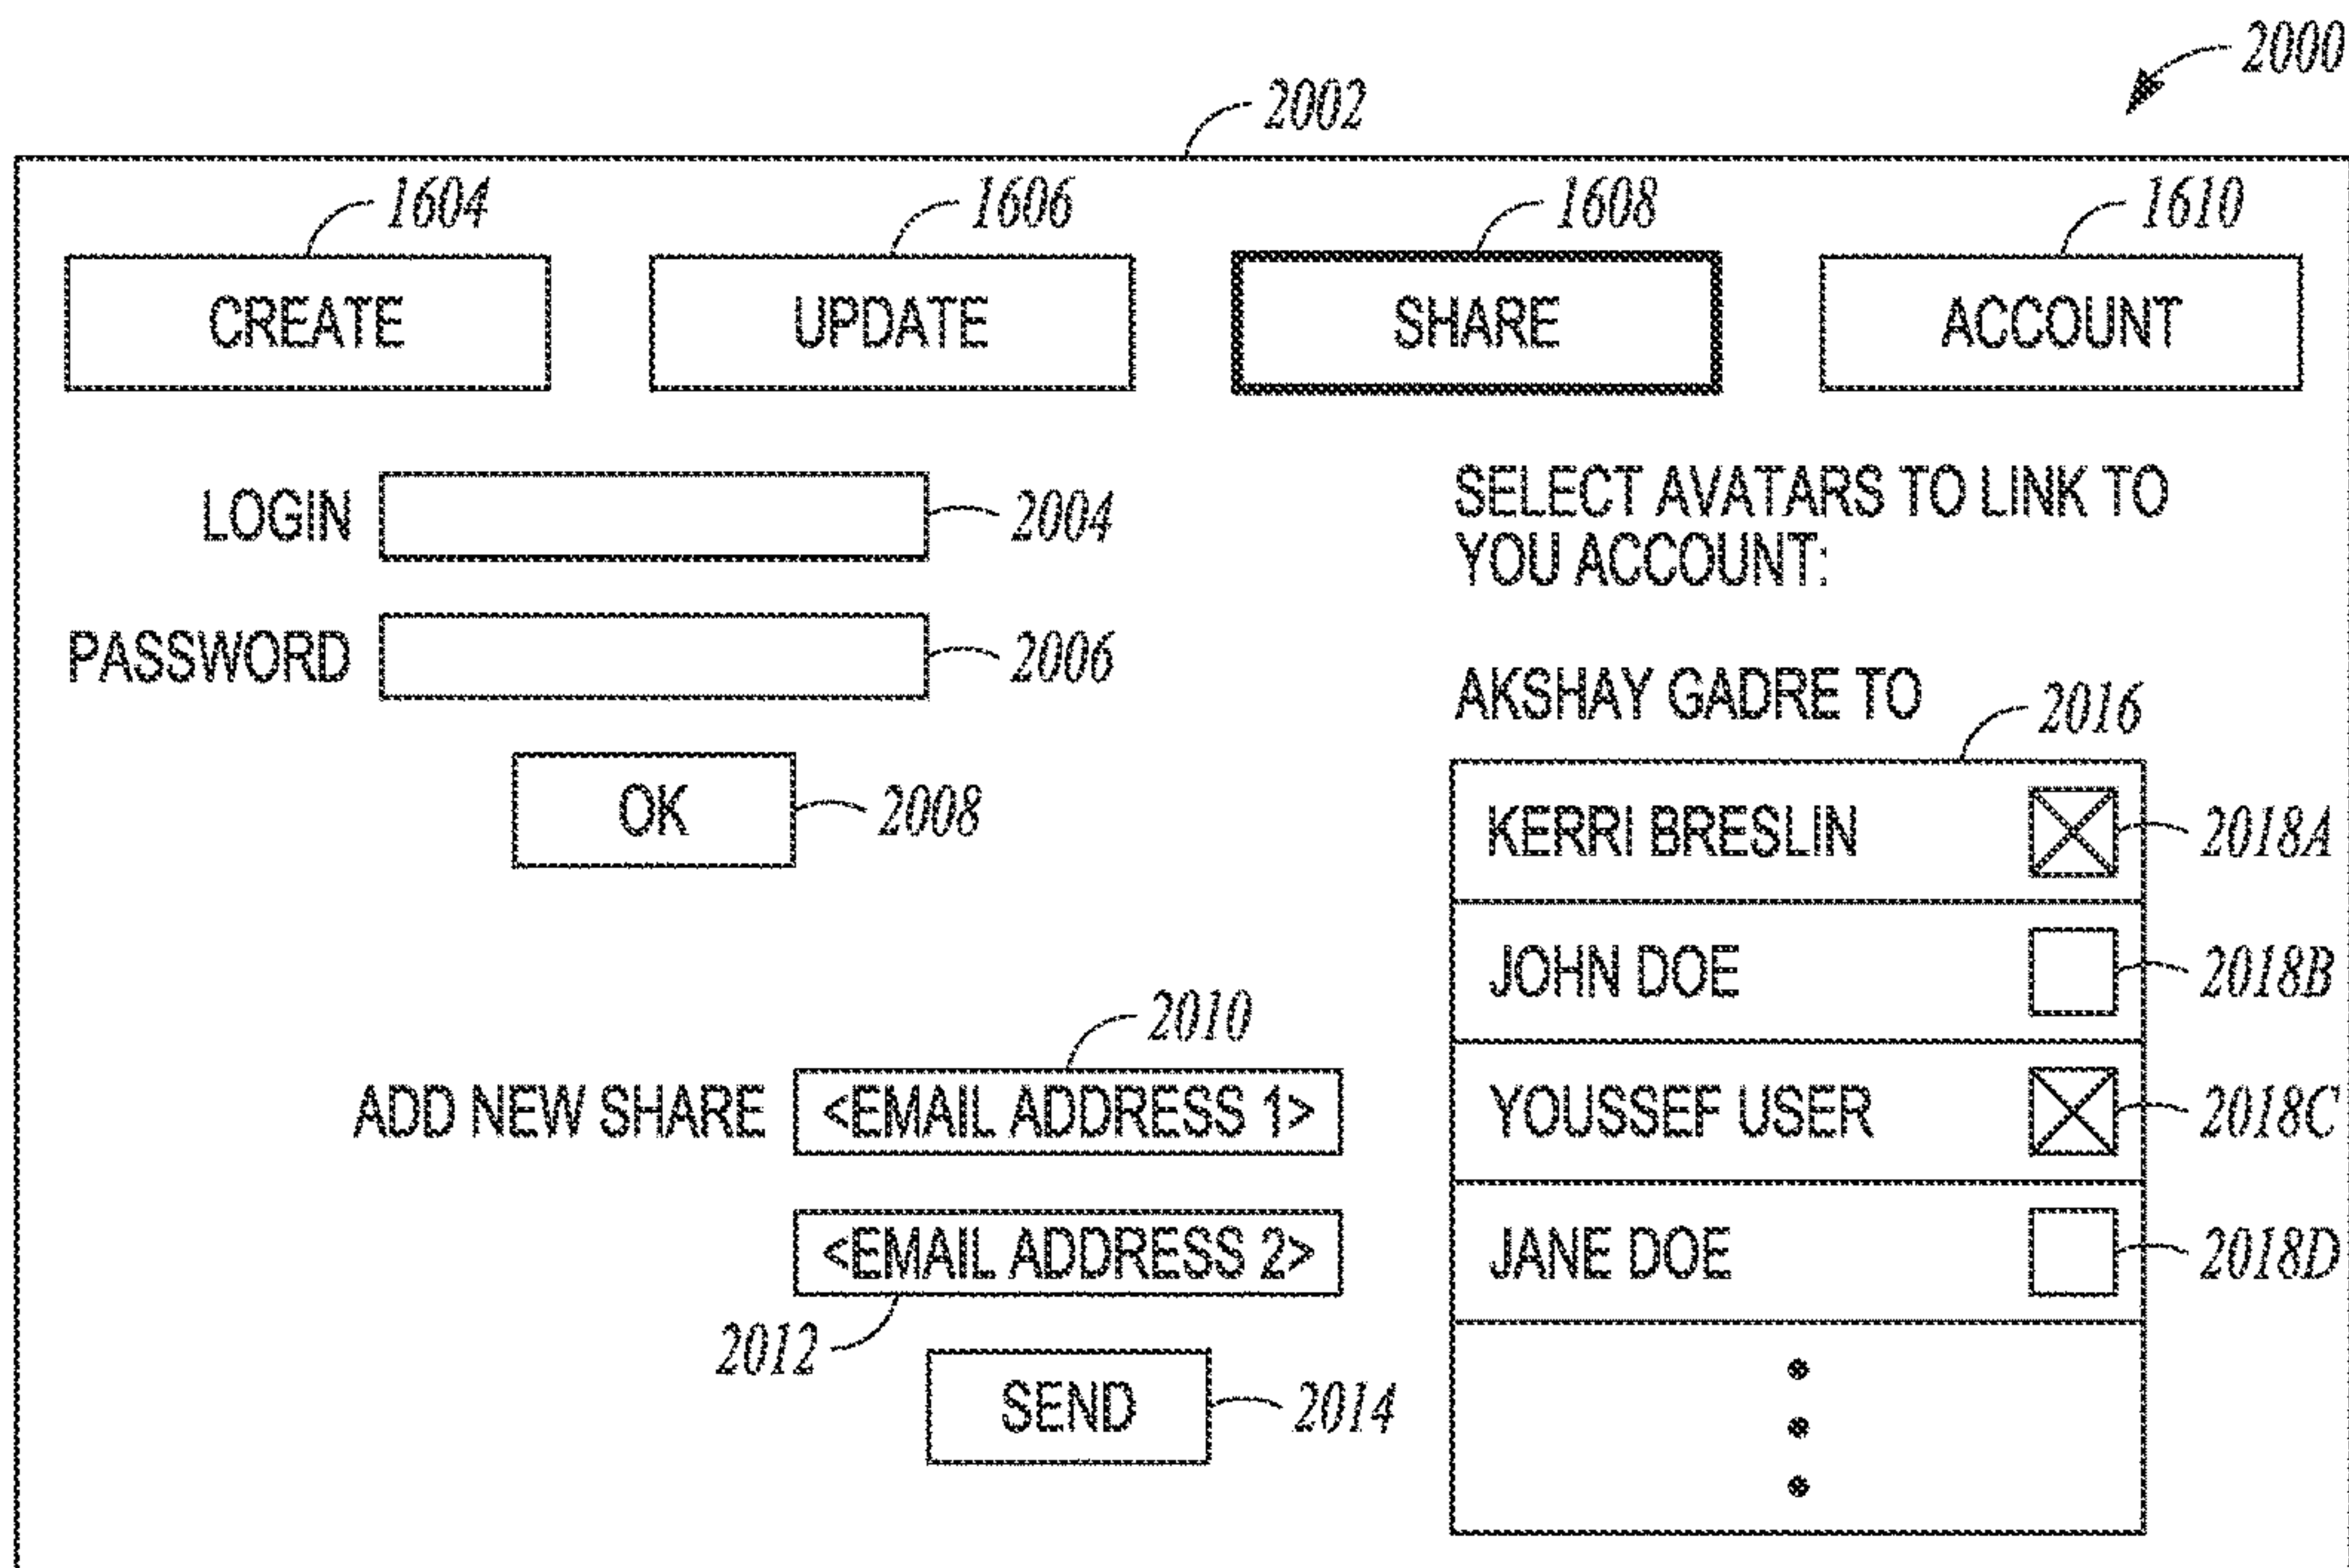 2000
2002
1604 1606 1608 1610
CREATE UPDATE SHARE ACCOUNT
LOGIN 2004
PASSWORD 2006
OK 2008
ADD NEW SHARE <EMAIL ADDRESS 1> 2010
<EMAIL ADDRESS 2> 2012
SEND 2014
SELECT AVATARS TO LINK TO
YOU ACCOUNT:
AKSHAY GADRE TO
2016
KERRI BRESLIN 2018A
JOHN DOE 2018B
YOUSSEF USER 2018C
JANE DOE 2018D